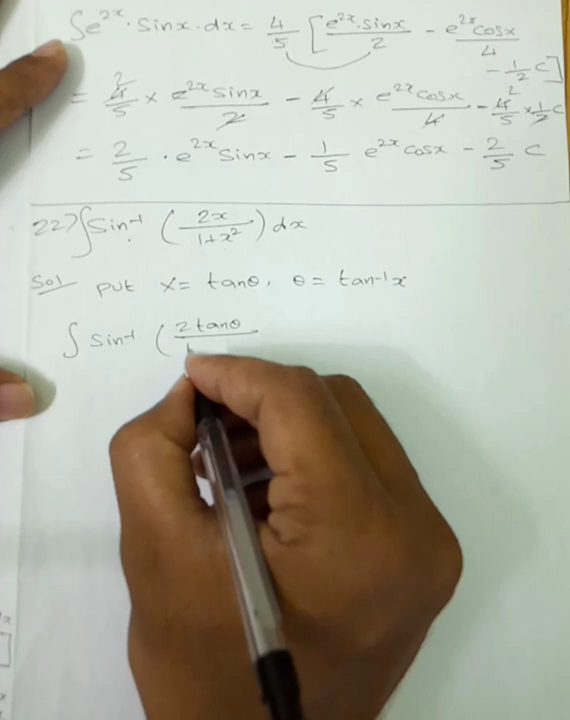 ∫e^2x · Sinx · dx = 4/5 [e^2x · sinx/2 - e^2x cosx/4 - 1/2 c]
= 4/5 × e^2x sinx/2 - 4/5 × e^2x cosx/4 - 4/5 × 1/2 c
= 2/5 · e^2x sinx - 1/5 e^2x cosx - 2/5 c
22) ∫Sin^-1 (2x/1+x^2) dx
Sol put x = tanθ, θ = tan^-1x
∫ sin^-1 (2tanθ/